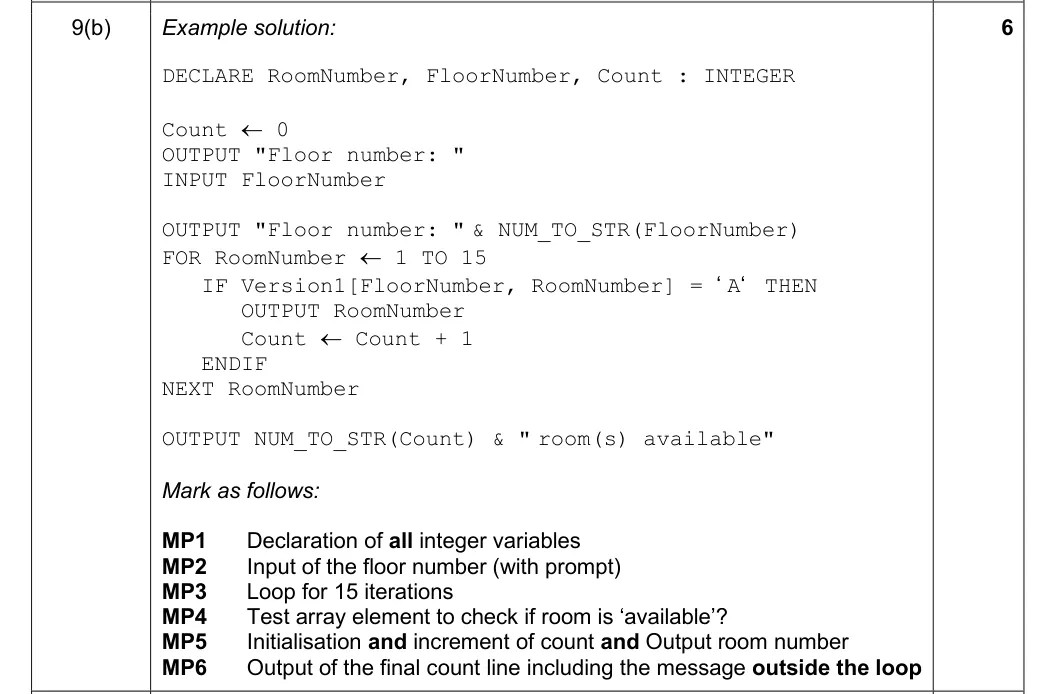 9(b) Example solution: 6
DECLARE RoomNumber, FloorNumber, Count : INTEGER
Count ← 0
OUTPUT "Floor number: "
INPUT FloorNumber
OUTPUT "Floor number: " & NUM_TO_STR(FloorNumber)
FOR RoomNumber ← 1 TO 15
IF Version1[FloorNumber, RoomNumber] = ‘A‘ THEN
OUTPUT RoomNumber
Count ← Count + 1
ENDIF
NEXT RoomNumber
OUTPUT NUM_TO_STR(Count) & " room(s) available"
Mark as follows:
MP1 Declaration of all integer variables
MP2 Input of the floor number (with prompt)
MP3 Loop for 15 iterations
MP4 Test array element to check if room is ‘available’?
MP5 Initialisation and increment of count and Output room number
MP6 Output of the final count line including the message outside the loop